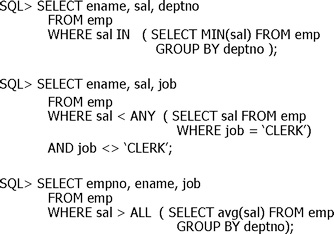 SQL> SELECT ename, sal, deptno
FROM emp
WHERE sal IN ( SELECT MIN(sal) FROM emp
GROUP BY deptno );
SQL> SELECT ename, sal, job
FROM emp
WHERE sal < ANY ( SELECT sal FROM emp
WHERE job = ‘CLERK’)
AND job <> ‘CLERK’;
SQL> SELECT empno, ename, job
FROM emp
WHERE sal > ALL ( SELECT avg(sal) FROM emp
GROUP BY deptno);